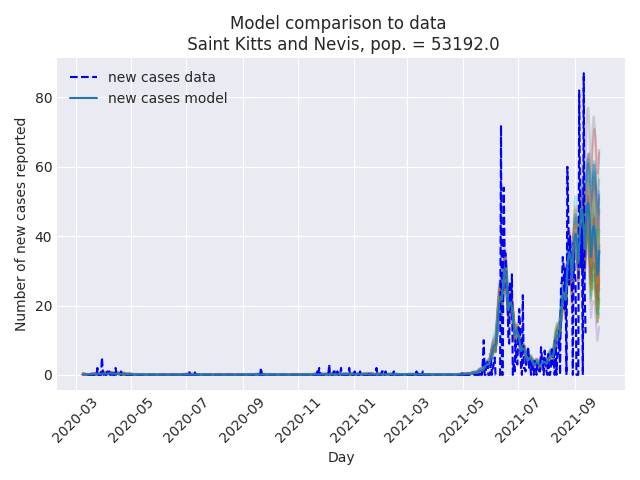 Model comparison to data
Saint Kitts and Nevis, pop. = 53192.0
new cases data
new cases model
Number of new cases reported
80
60
40
20
0
2020-03
2020-05
2020-07
2020-09
2020-11
2021-01
2021-03
2021-05
2021-07
2021-09
Day